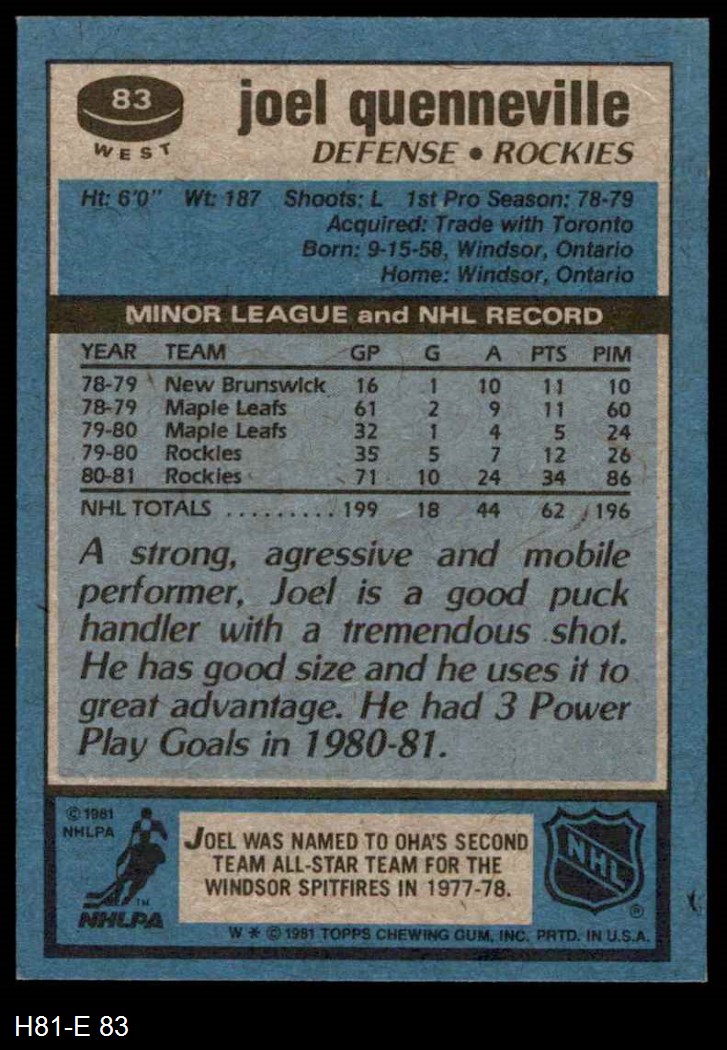 83
WEST
joel quenneville
DEFENSE • ROCKIES
Ht: 6'0" Wt: 187 Shoots: L 1st Pro Season: 78-79
Acquired: Trade with Toronto
Born: 9-15-58, Windsor, Ontario
Home: Windsor, Ontario
MINOR LEAGUE and NHL RECORD
YEAR TEAM GP G A PTS PIM
78-79 New Brunswick 16 1 10 11 10
78-79 Maple Leafs 61 2 9 11 60
79-80 Maple Leafs 32 1 4 5 24
79-80 Rockies 35 5 7 12 26
80-81 Rockies 71 10 24 34 86
NHL TOTALS ......... 199 18 44 62 196
A strong, agressive and mobile
performer, Joel is a good puck
handler with a tremendous shot.
He has good size and he uses it to
great advantage. He had 3 Power
Play Goals in 1980-81.
© 1981
NHLPA
TM
NHLPA
JOEL WAS NAMED TO OHA'S SECOND
TEAM ALL-STAR TEAM FOR THE
WINDSOR SPITFIRES IN 1977-78.
NHL
®
W * © 1981 TOPPS CHEWING GUM, INC. PRTD. IN U.S.A.
H81-E 83